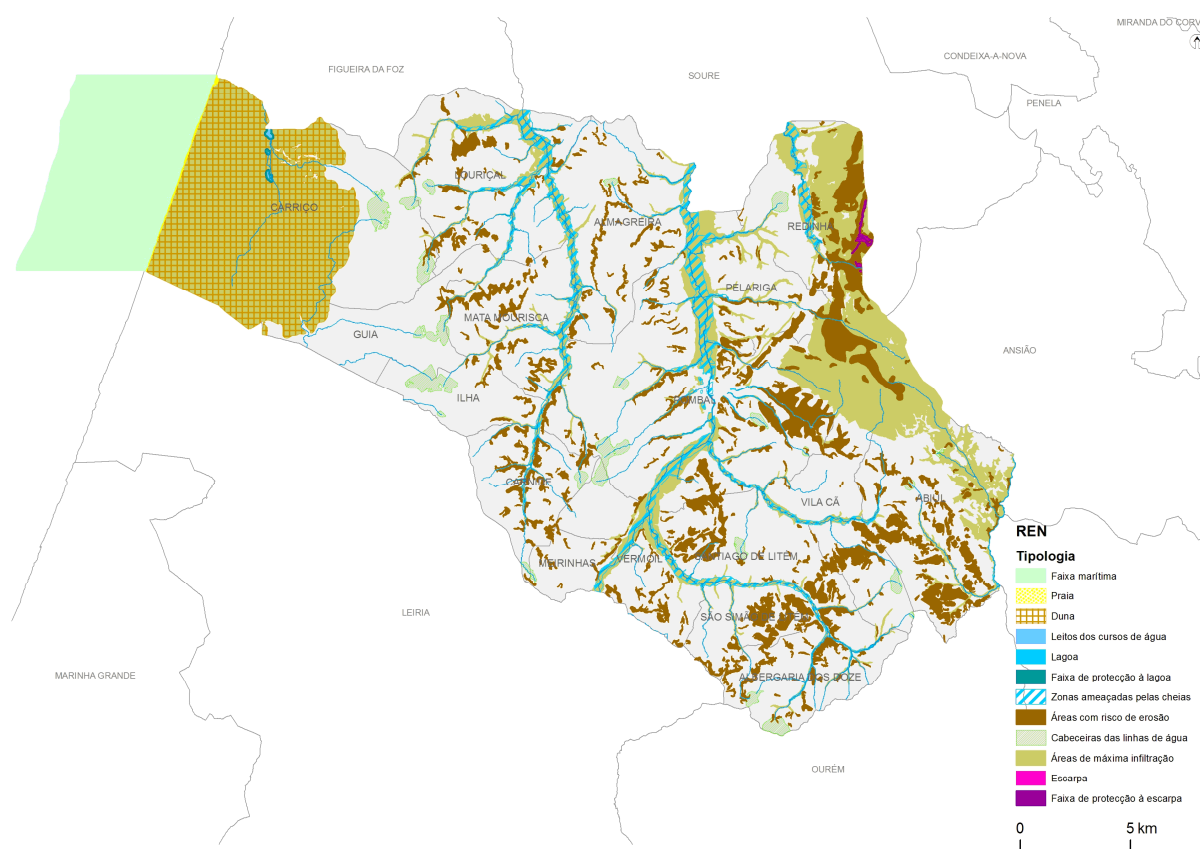 MIRANDA DO CORV
CONDEIXA-A-NOVA
FIGUEIRA DA FOZ
SOURE
PENELA
LOURIÇAL
CARRIÇO
ALMAGREIRA
REDINHA
PELARIGA
MATA MOURISCA
GUIA
ANSIÃO
ILHA
POMBAL
CARNIDE
VILA CÃ
ABIUL
MEIRINHAS
VERMOIL
SANTIAGO DE LITÉM
LEIRIA
SÃO SIMÃO DE LITÉM
MARINHA GRANDE
ALBERGARIA DOS DOZE
OURÉM
REN
Tipologia
Faixa marítima
Praia
Duna
Leitos dos cursos de água
Lagoa
Faixa de protecção à lagoa
Zonas ameaçadas pelas cheias
Áreas com risco de erosão
Cabeceiras das linhas de água
Áreas de máxima infiltração
Escarpa
Faixa de protecção à escarpa
0 5 km